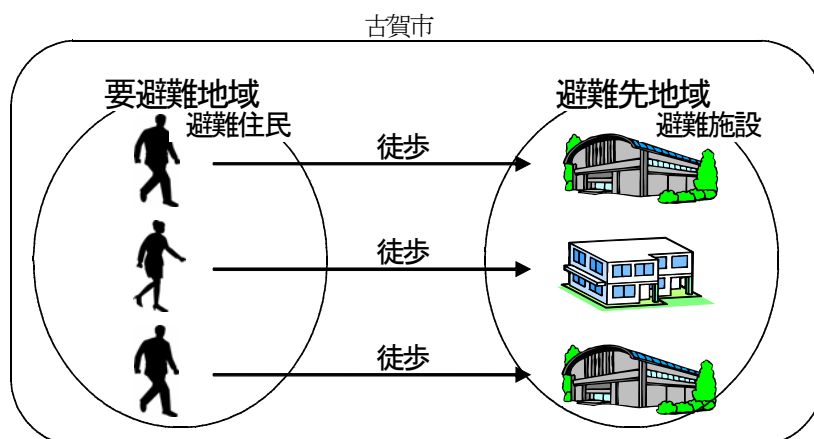 古賀市
要避難地域
避難先地域
避難住民
避難施設
徒歩
徒歩
徒歩